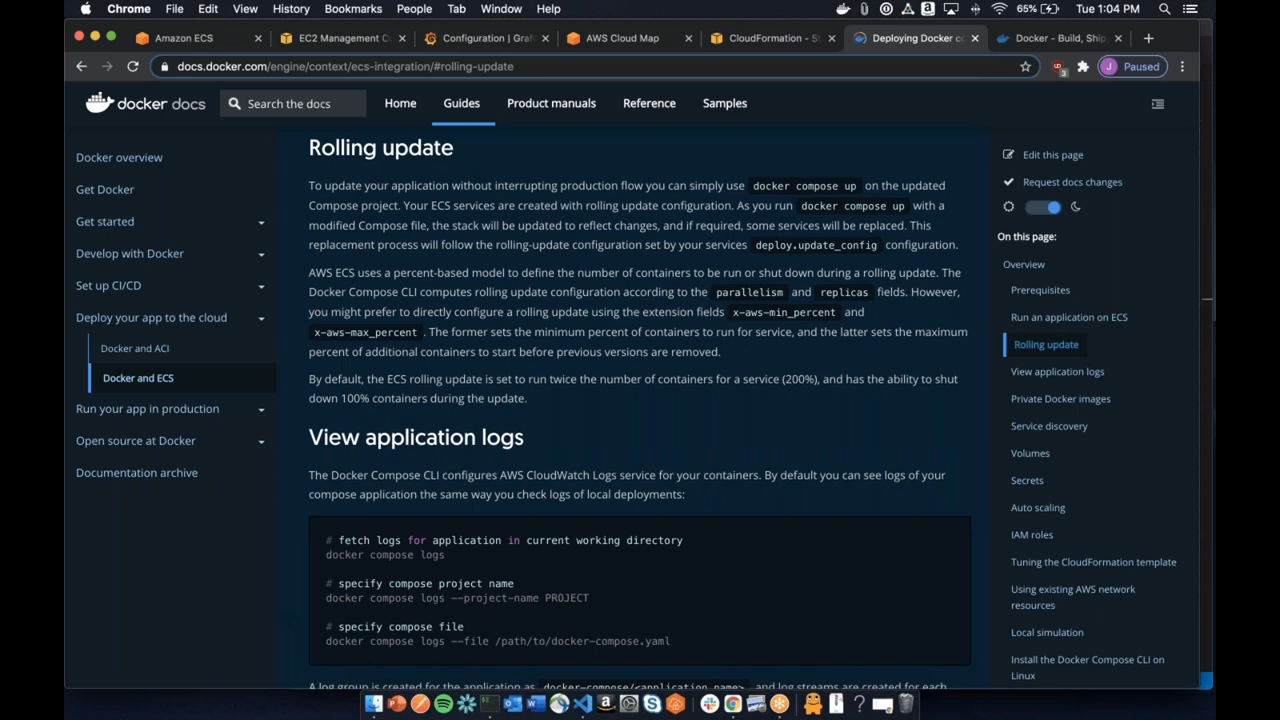 Chrome File Edit View History Bookmarks People Tab Window Help 65% Tue 1:04 PM
Amazon ECS EC2 Management C Configuration | Graf AWS Cloud Map CloudFormation - St Deploying Docker co Docker - Build, Ship,
docs.docker.com/engine/context/ecs-integration/#rolling-update
3 J Paused
docker docs Search the docs Home Guides Product manuals Reference Samples
Docker overview
Get Docker
Get started
Develop with Docker
Set up CI/CD
Deploy your app to the cloud
Docker and ACI
Docker and ECS
Run your app in production
Open source at Docker
Documentation archive
Rolling update
To update your application without interrupting production flow you can simply use docker compose up on the updated
Compose project. Your ECS services are created with rolling update configuration. As you run docker compose up with a
modified Compose file, the stack will be updated to reflect changes, and if required, some services will be replaced. This
replacement process will follow the rolling-update configuration set by your services deploy.update_config configuration.
AWS ECS uses a percent-based model to define the number of containers to be run or shut down during a rolling update. The
Docker Compose CLI computes rolling update configuration according to the parallelism and replicas fields. However,
you might prefer to directly configure a rolling update using the extension fields x-aws-min_percent and
x-aws-max_percent. The former sets the minimum percent of containers to run for service, and the latter sets the maximum
percent of additional containers to start before previous versions are removed.
By default, the ECS rolling update is set to run twice the number of containers for a service (200%), and has the ability to shut
down 100% containers during the update.
View application logs
The Docker Compose CLI configures AWS CloudWatch Logs service for your containers. By default you can see logs of your
compose application the same way you check logs of local deployments:
# fetch logs for application in current working directory
docker compose logs
# specify compose project name
docker compose logs --project-name PROJECT
# specify compose file
docker compose logs --file /path/to/docker-compose.yaml
A log group is created for the application as docker-compose/<application_name>, and log streams are created for each
Edit this page
Request docs changes
On this page:
Overview
Prerequisites
Run an application on ECS
Rolling update
View application logs
Private Docker images
Service discovery
Volumes
Secrets
Auto scaling
IAM roles
Tuning the CloudFormation template
Using existing AWS network
resources
Local simulation
Install the Docker Compose CLI on
Linux